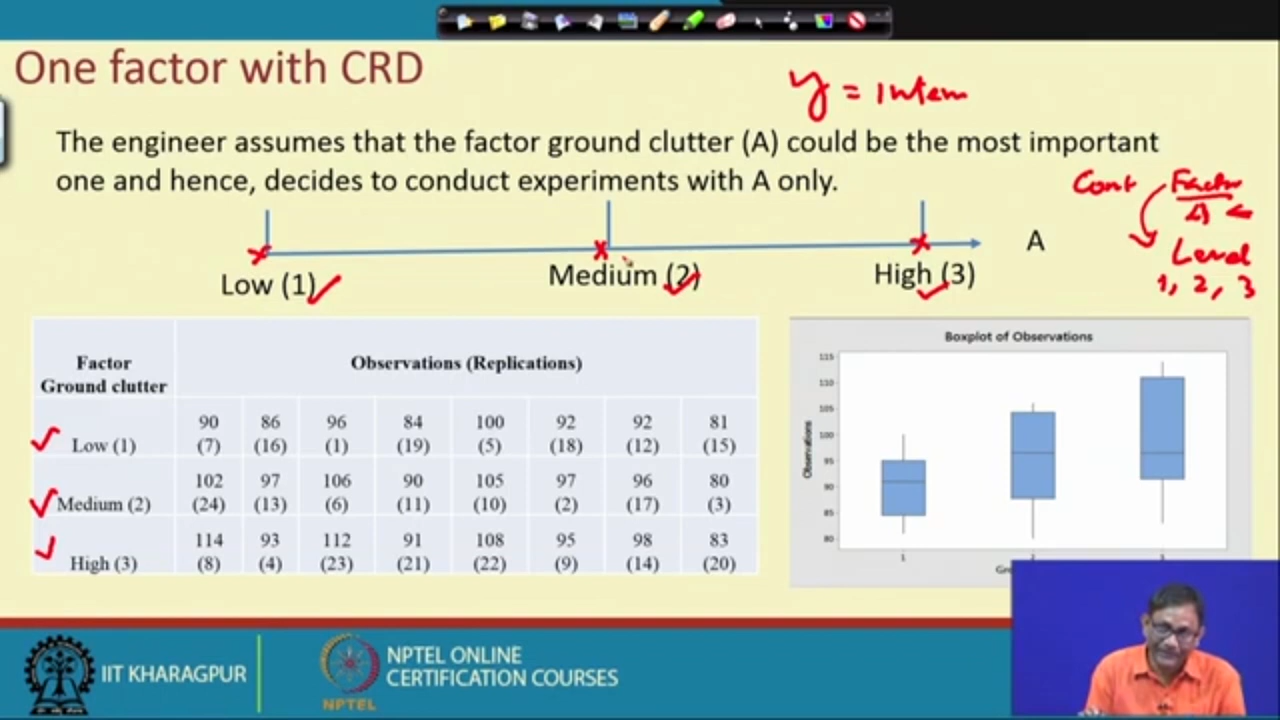 One factor with CRD
y = Inten
The engineer assumes that the factor ground clutter (A) could be the most important
one and hence, decides to conduct experiments with A only.
Cont Factor
A
Level
1, 2, 3
A
Low (1) Medium (2) High (3)
Factor
Ground clutter
Observations (Replications)
Low (1) 90 (7) 86 (16) 96 (1) 84 (19) 100 (5) 92 (18) 92 (12) 81 (15)
Medium (2) 102 (24) 97 (13) 106 (6) 90 (11) 105 (10) 97 (2) 96 (17) 80 (3)
High (3) 114 (8) 93 (4) 112 (23) 91 (21) 108 (22) 95 (9) 98 (14) 83 (20)
Boxplot of Observations
Observations
115
110
105
100
95
90
85
80
1
IIT KHARAGPUR
NPTEL ONLINE
CERTIFICATION COURSES
NPTEL